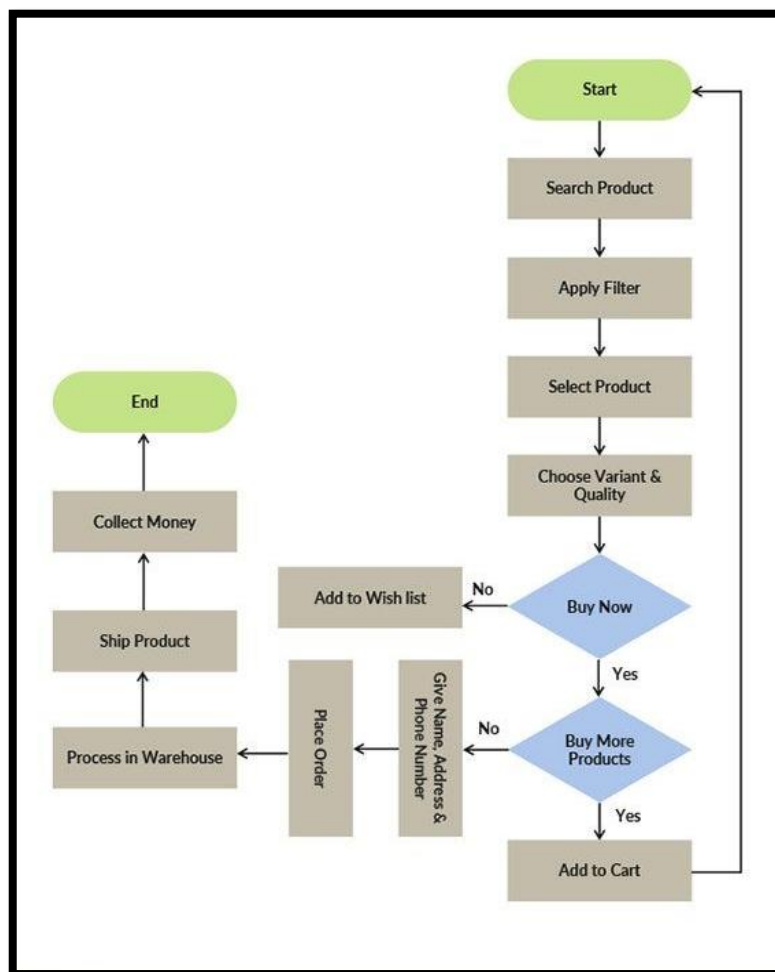 Start
Search Product
Apply Filter
Select Product
Choose Variant &
Quality
Buy Now
No
Add to Wish list
Yes
Buy More
Products
No
Give Name, Address &
Phone Number
Place Order
Process in Warehouse
Ship Product
Collect Money
End
Yes
Add to Cart